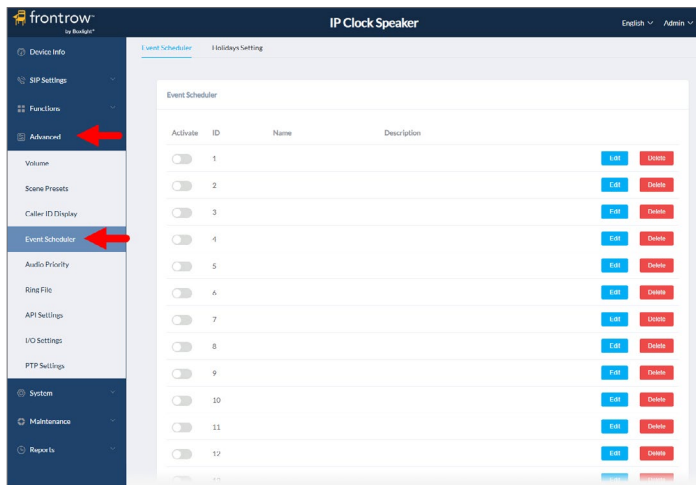 frontrow
by Boxlight
IP Clock Speaker
English
Admin
Device Info
SIP Settings
Functions
Advanced
Volume
Scene Presets
Caller ID Display
Event Scheduler
Audio Priority
Ring File
API Settings
I/O Settings
PTP Settings
System
Maintenance
Reports
Event Scheduler Holidays Setting
Event Scheduler
Activate ID Name Description
1 Edit Delete
2 Edit Delete
3 Edit Delete
4 Edit Delete
5 Edit Delete
6 Edit Delete
7 Edit Delete
8 Edit Delete
9 Edit Delete
10 Edit Delete
11 Edit Delete
12 Edit Delete